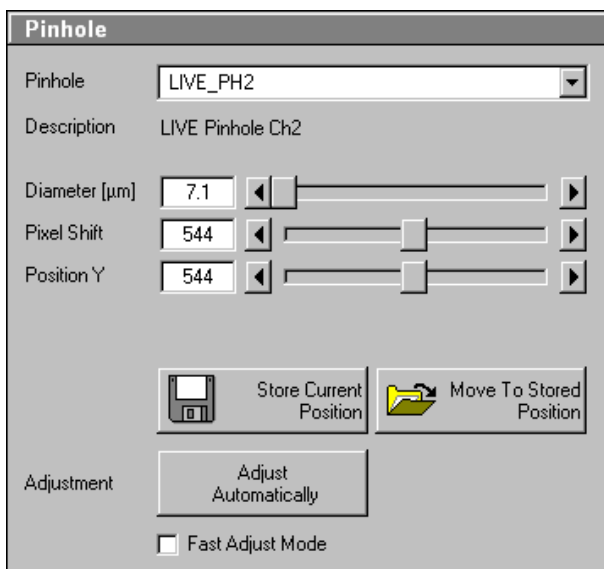 Pinhole
Pinhole LIVE_PH2
Description LIVE Pinhole Ch2
Diameter [µm] 7.1
Pixel Shift 544
Position Y 544
Store Current
Position
Move To Stored
Position
Adjustment
Adjust
Automatically
Fast Adjust Mode